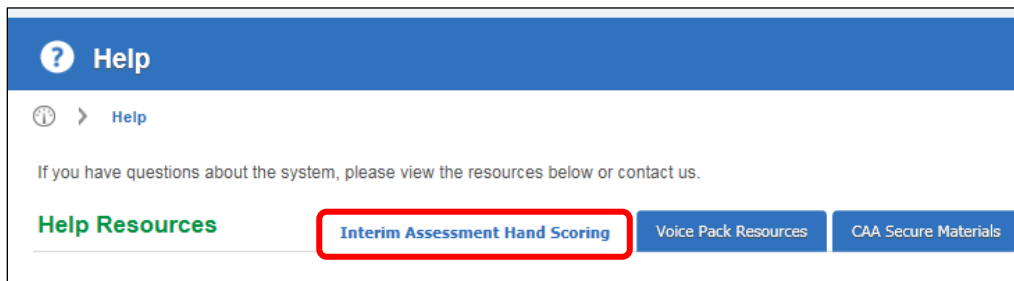 ? Help
Help
If you have questions about the system, please view the resources below or contact us.
Help Resources Interim Assessment Hand Scoring Voice Pack Resources CAA Secure Materials